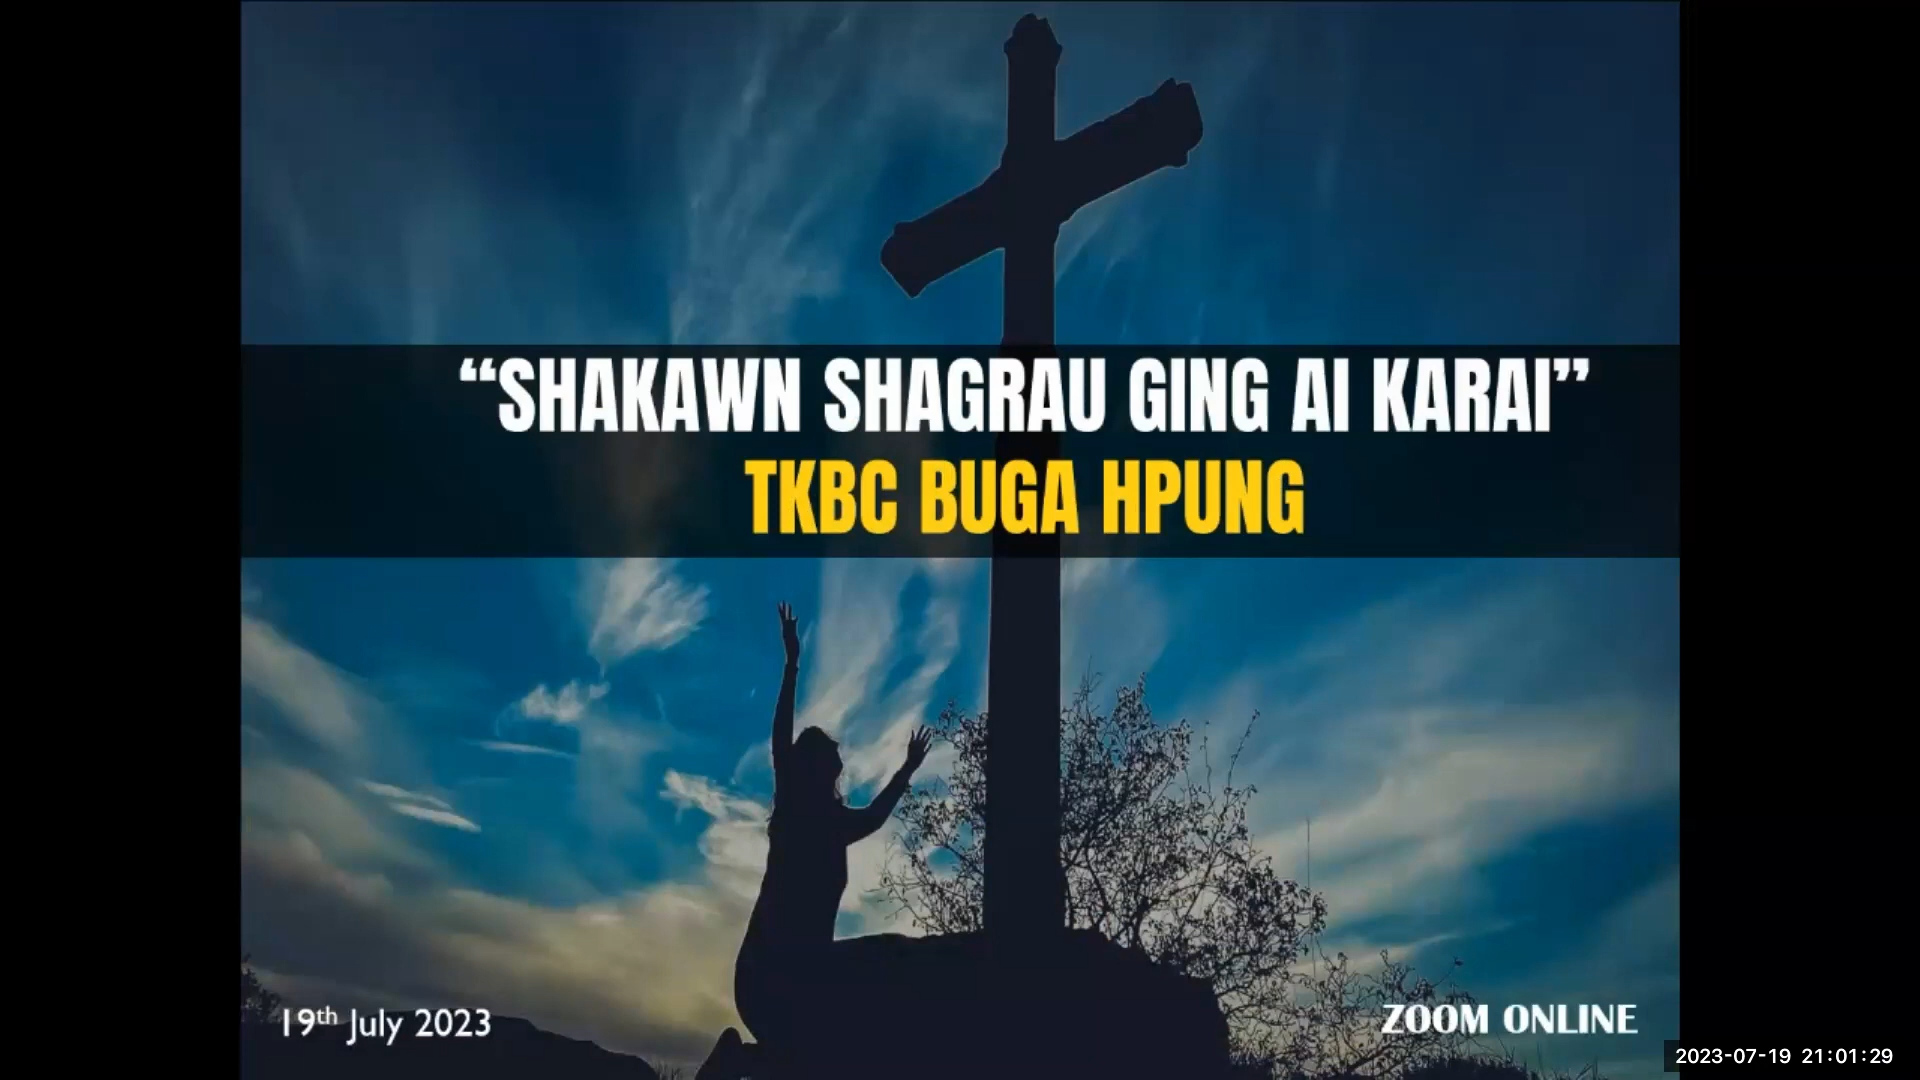 “SHAKAWN SHAGRAU GING AI KARAI”
TKBC BUGA HPUNG
19th July 2023
ZOOM ONLINE
2023-07-19 21:01:29